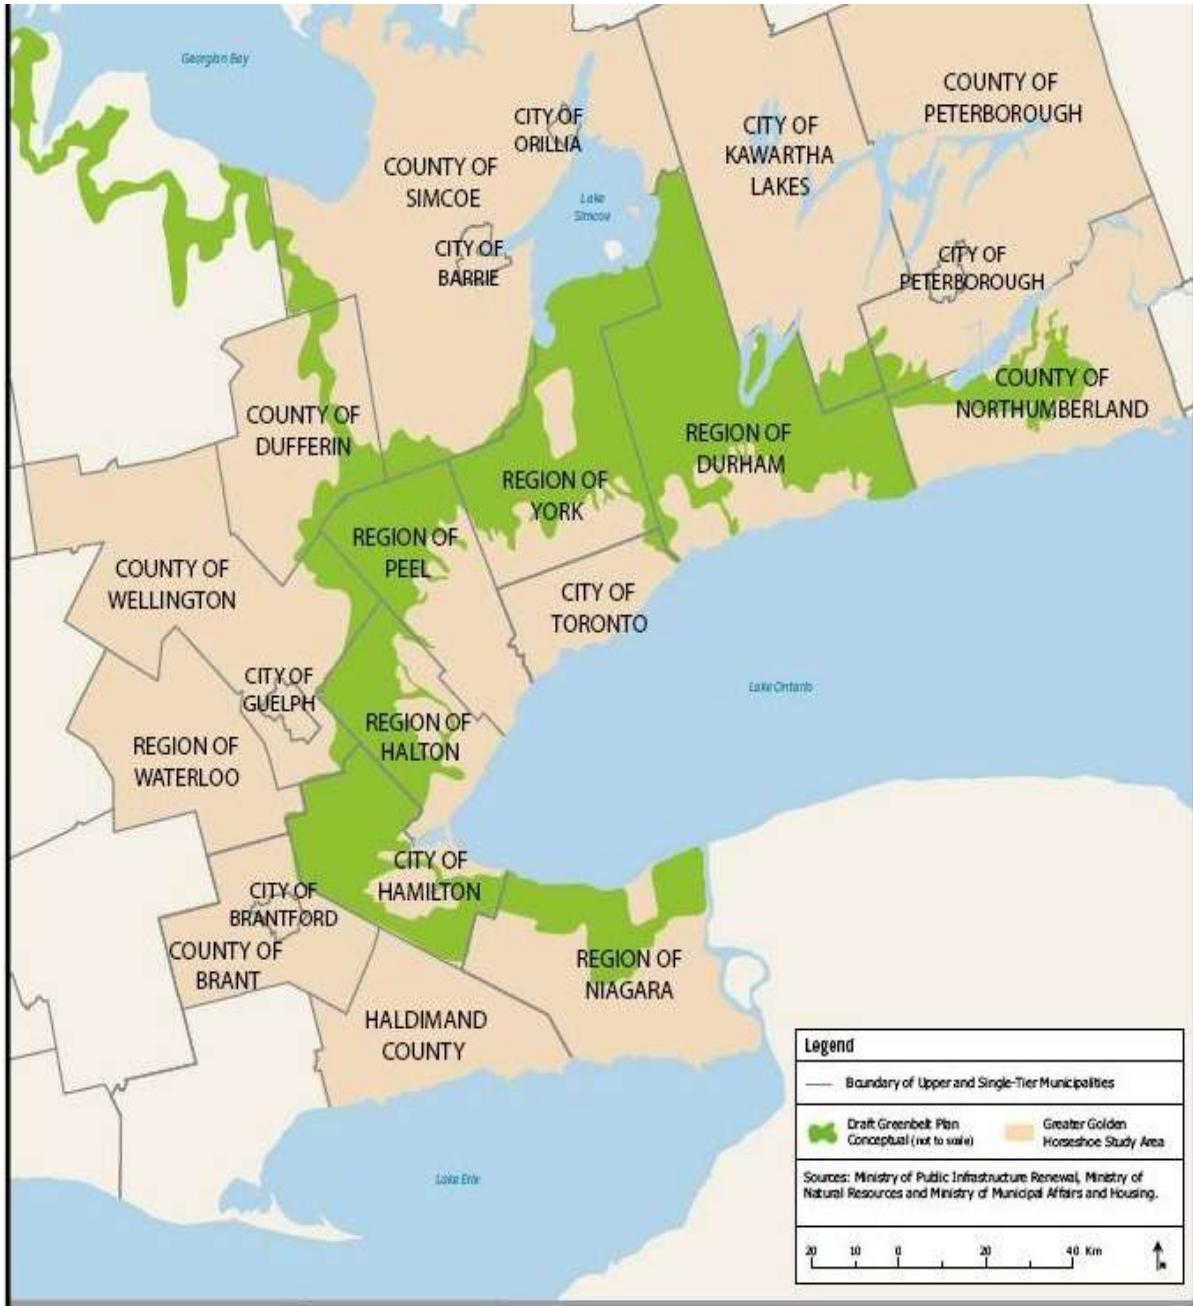 Georgian Bay
COUNTY OF
PETERBOROUGH
CITY OF
ORILLIA
CITY OF
KAWARTHA
LAKES
COUNTY OF
SIMCOE
Lake
Simcoe
CITY OF
BARRIE
CITY OF
PETERBOROUGH
COUNTY OF
NORTHUMBERLAND
COUNTY OF
DUFFERIN
REGION OF
DURHAM
REGION OF
YORK
REGION OF
PEEL
COUNTY OF
WELLINGTON
CITY OF
TORONTO
CITY OF
GUELPH
Lake Ontario
REGION OF
HALTON
REGION OF
WATERLOO
CITY OF
HAMILTON
CITY OF
BRANTFORD
COUNTY OF
BRANT
REGION OF
NIAGARA
HALDIMAND
COUNTY
Lake Erie
Legend
Boundary of Upper and Single-Tier Municipalities
Draft Greenbelt Plan
Conceptual (not to scale)
Greater Golden
Horseshoe Study Area
Sources: Ministry of Public Infrastructure Renewal, Ministry of
Natural Resources and Ministry of Municipal Affairs and Housing.
20 10 0 20 40 Km
N